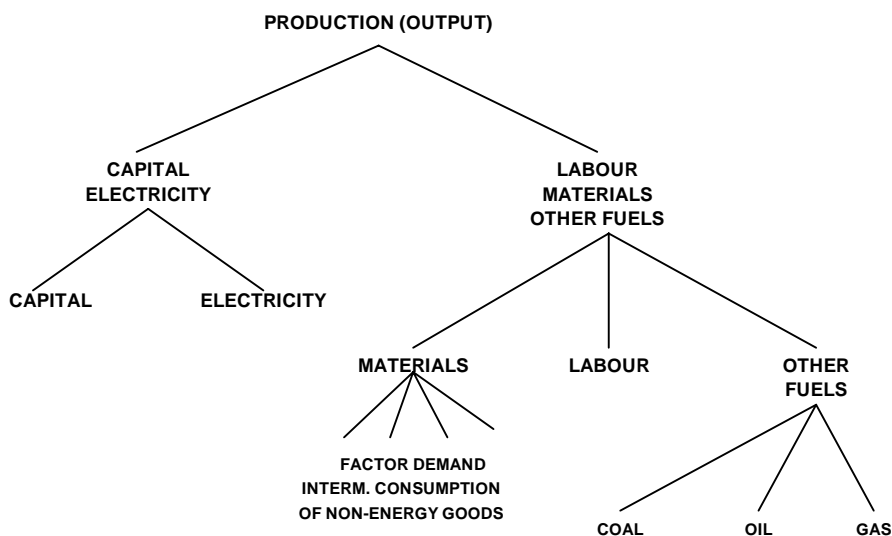 PRODUCTION (OUTPUT)
CAPITAL
ELECTRICITY
LABOUR
MATERIALS
OTHER FUELS
CAPITAL
ELECTRICITY
MATERIALS
LABOUR
OTHER
FUELS
FACTOR DEMAND
INTERM. CONSUMPTION
OF NON-ENERGY GOODS
COAL
OIL
GAS